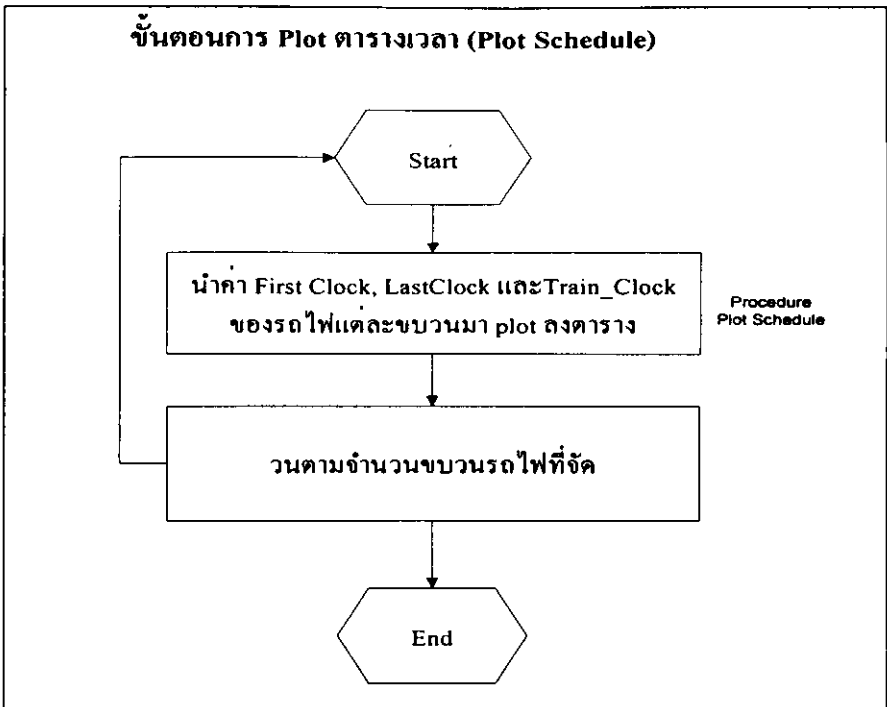 ขั้นตอนการ Plot ตารางเวลา (Plot Schedule)
Start
นำค่า First Clock, LastClock และTrain_Clock
ของรถไฟแต่ละขบวนมา plot ลงตาราง
Procedure
Plot Schedule
วนตามจำนวนขบวนรถไฟที่จัด
End